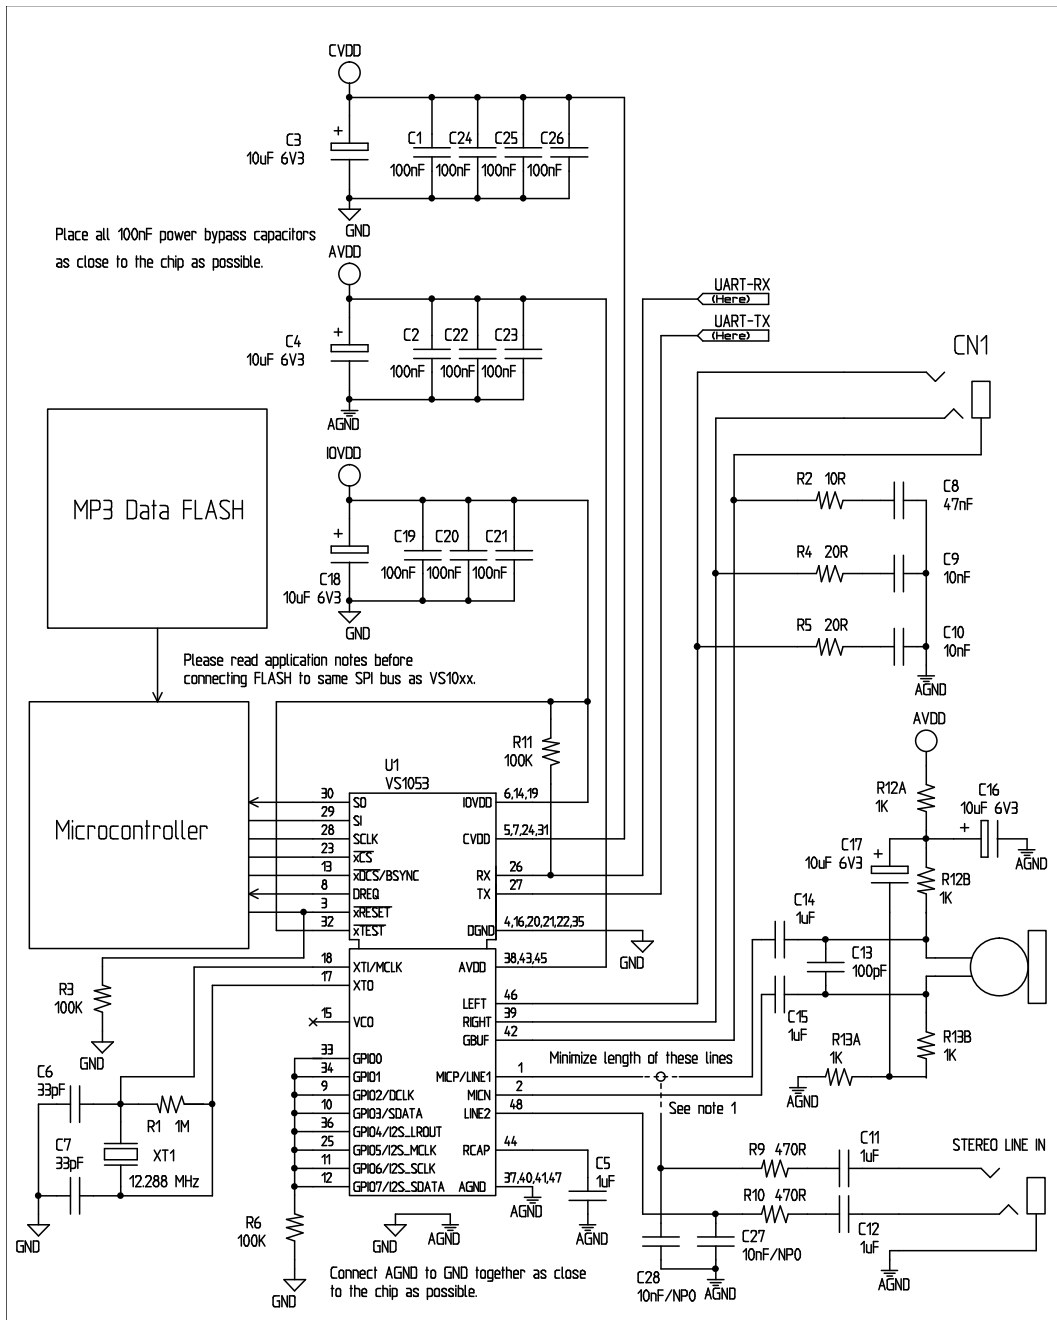 CVDD
C3
10uF 6V3
+
C1 C24 C25 C26
100nF 100nF 100nF 100nF
GND
Place all 100nF power bypass capacitors
as close to the chip as possible.
AVDD
C4
10uF 6V3
+
C2 C22 C23
100nF 100nF 100nF
AGND
UART-RX
(Here)
UART-TX
(Here)
CN1
IOVDD
+
C18
10uF 6V3
C19 C20 C21
100nF 100nF 100nF
GND
MP3 Data FLASH
R2 10R
C8
47nF
R4 20R
C9
10nF
R5 20R
C10
10nF
AGND
Please read application notes before
connecting FLASH to same SPI bus as VS10xx.
Microcontroller
R11
100K
U1
VS1053
30 SO
29 SI
28 SCLK
23 xCS
13 xDCS/BSYNC
8 DREQ
3 xRESET
32 xTEST
18 XTI/MCLK
17 XTO
15 VCO
33 GPIO0
34 GPIO1
9 GPIO2/DCLK
10 GPIO3/SDATA
36 GPIO4/I2S_LROUT
25 GPIO5/I2S_MCLK
11 GPIO6/I2S_SCLK
12 GPIO7/I2S_SDATA
IOVDD 6,14,19
CVDD 5,7,24,31
RX 26
TX 27
DGND 4,16,20,21,22,35
GND
AVDD 38,43,45
LEFT 46
RIGHT 39
GBUF 42
MICP/LINE1 1
MICN 2
LINE2 48
RCAP 44
AGND 37,40,41,47
AGND
C5
1uF
AGND
AVDD
R12A
1K
C16
10uF 6V3
+
AGND
C17
10uF 6V3
+
R12B
1K
C14
1uF
C13
100pF
C15
1uF
R13A
1K
R13B
1K
AGND
Minimize length of these lines
See note 1
R3
100K
GND
C6
33pF
R1 1M
C7
33pF
XT1
12.288 MHz
GND
R6
100K
GND
GND AGND
Connect AGND to GND together as close
to the chip as possible.
R9 470R
C11
1uF
STEREO LINE IN
R10 470R
C12
1uF
C27
10nF/NP0
C28
10nF/NP0
AGND
AGND